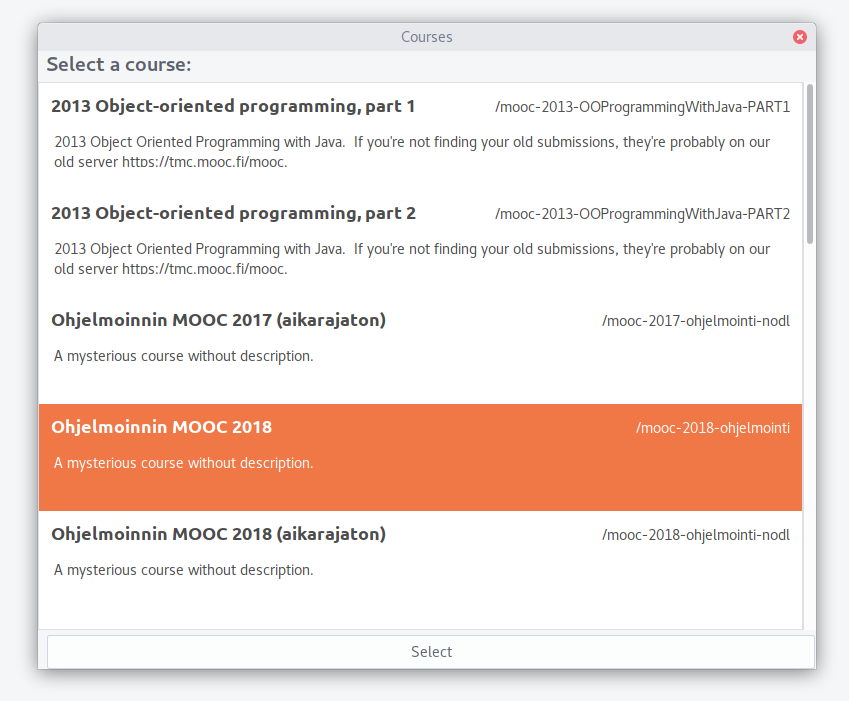 Courses
Select a course:
2013 Object-oriented programming, part 1 /mooc-2013-OOProgrammingWithJava-PART1
2013 Object Oriented Programming with Java.  If you're not finding your old submissions, they're probably on our
old server https://tmc.mooc.fi/mooc.
2013 Object-oriented programming, part 2 /mooc-2013-OOProgrammingWithJava-PART2
2013 Object Oriented Programming with Java.  If you're not finding your old submissions, they're probably on our
old server https://tmc.mooc.fi/mooc.
Ohjelmoinnin MOOC 2017 (aikarajaton) /mooc-2017-ohjelmointi-nodl
A mysterious course without description.
Ohjelmoinnin MOOC 2018 /mooc-2018-ohjelmointi
A mysterious course without description.
Ohjelmoinnin MOOC 2018 (aikarajaton) /mooc-2018-ohjelmointi-nodl
A mysterious course without description.
Select